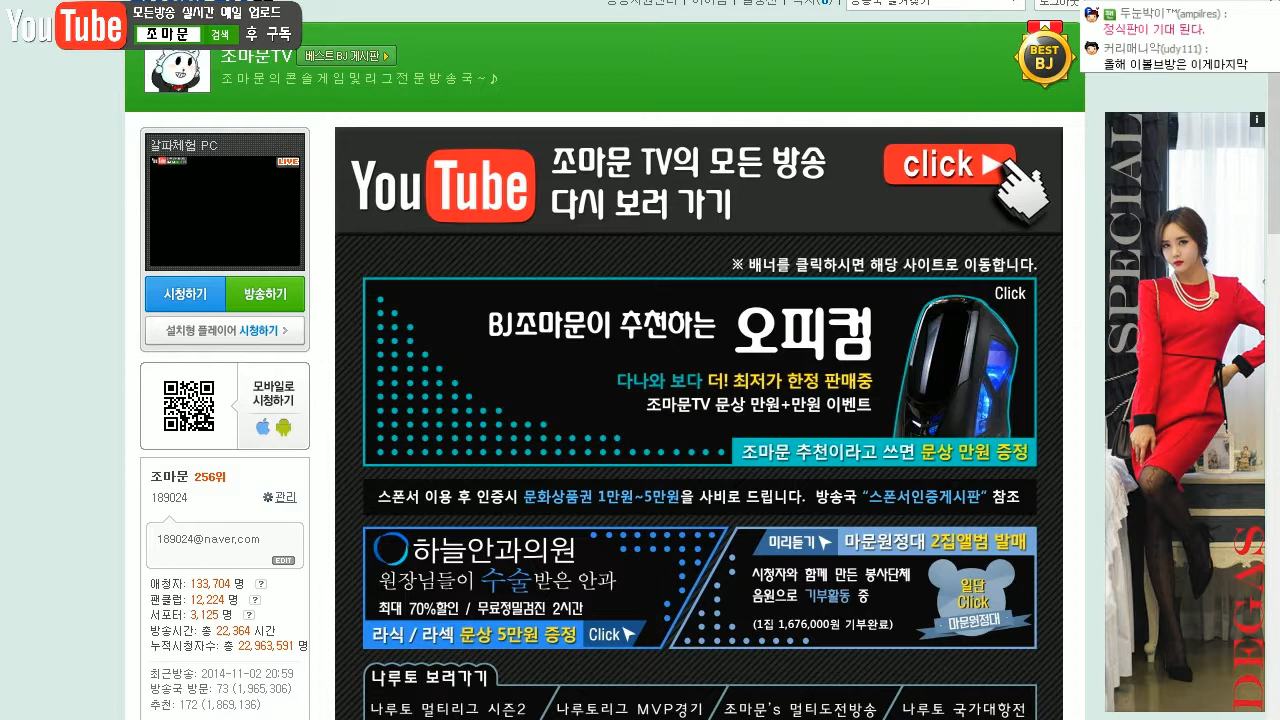 YouTube
모든방송 실시간 매일 업로드
조마문 검색 후 구독
조마문TV 베스트BJ 게시판
조마문의콘솔게임및리그전문방송국~♪
BEST
BJ
팬 두눈박이™(ampilres) :
정식판이 기대 된다.
커리매니악(udy111) :
올해 이볼브방은 이게마지막
갈파체험 PC
YouTube
LIVE
시청하기 방송하기
설치형 플레이어 시청하기 >
모바일로
시청하기
조마문 256위
189024 관리
189024@naver.com
EDIT
애청자: 133,704 명 ?
팬클럽: 12,224 명 ?
서포터: 3,125 명 ?
방송시간: 총 22,364 시간
누적시청자수: 총 22,963,591 명
최근방송: 2014-11-02 20:59
방송국 방문: 73 (1,965,306)
추천: 172 (1,869,136)
YouTube
조마문 TV의 모든 방송
다시 보러 가기
click
※ 배너를 클릭하시면 해당 사이트로 이동합니다.
Click
BJ조마문이 추천하는 오피컴
다나와 보다 더! 최저가 한정 판매중
조마문TV 문상 만원+만원 이벤트
조마문 추천이라고 쓰면 문상 만원 증정
스폰서 이용 후 인증시 문화상품권 1만원~5만원을 사비로 드립니다. 방송국 “스폰서인증게시판” 참조
하늘안과의원
원장님들이 수술받은 안과
최대 70%할인 / 무료정밀검진 2시간
라식 / 라섹 문상 5만원 증정 Click
미리듣기 마문원정대 2집앨범 발매
시청자와 함께 만든 봉사단체
음원으로 기부활동 중
(1집 1,676,000원 기부완료)
일단
Click
마문원정대
나루토 보러가기
나루토 멀티리그 시즌2
나루토리그 MVP경기
조마문's 멀티도전방송
나루토 국가대항전
SPECIAL
DEGAS